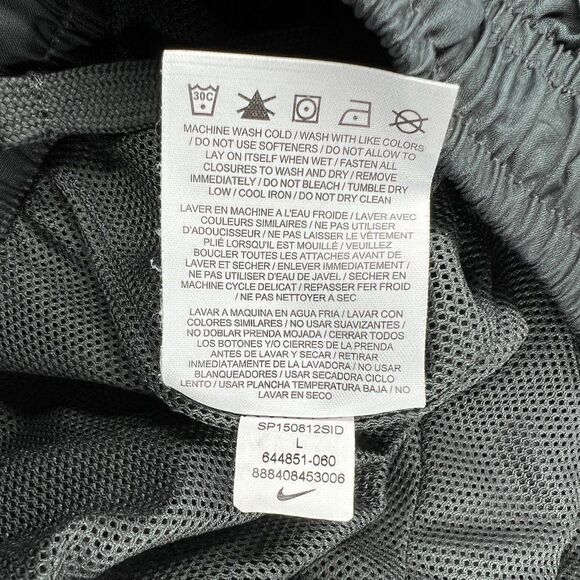 30C
MACHINE WASH COLD / WASH WITH LIKE COLORS
/ DO NOT USE SOFTENERS / DO NOT ALLOW TO
LAY ON ITSELF WHEN WET / FASTEN ALL
CLOSURES TO WASH AND DRY / REMOVE
IMMEDIATELY / DO NOT BLEACH / TUMBLE DRY
LOW / COOL IRON / DO NOT DRY CLEAN
LAVER EN MACHINE A L'EAU FROIDE / LAVER AVEC
COULEURS SIMILAIRES / NE PAS UTILISER
D'ADOUCISEUR / NE PAS LAISSER LE VÊTEMENT
PLIÉ LORSQU'IL EST MOUILLÉ / VEUILLEZ
BOUCLER TOUTES LES ATTACHES AVANT DE
LAVER ET SECHER / ENLEVER IMMEDIATEMENT /
NE PAS UTILISER D'EAU DE JAVEL / SECHER EN
MACHINE CYCLE DELICAT / REPASSER FER FROID
/ NE PAS NETTOYER A SEC
LAVAR A MAQUINA EN AGUA FRIA / LAVAR CON
COLORES SIMILARES / NO USAR SUAVIZANTES /
NO DOBLAR PRENDA MOJADA / CERRAR TODOS
LOS BOTONES Y/O CIERRES DE LA PRENDA
ANTES DE LAVAR Y SECAR / RETIRAR
INMEDIATAMENTE DE LA LAVADORA / NO USAR
BLANQUEADORES / USAR SECADORA CICLO
LENTO / USAR PLANCHA TEMPERATURA BAJA / NO
LAVAR EN SECO
SP150812SID
L
644851-060
888408453006